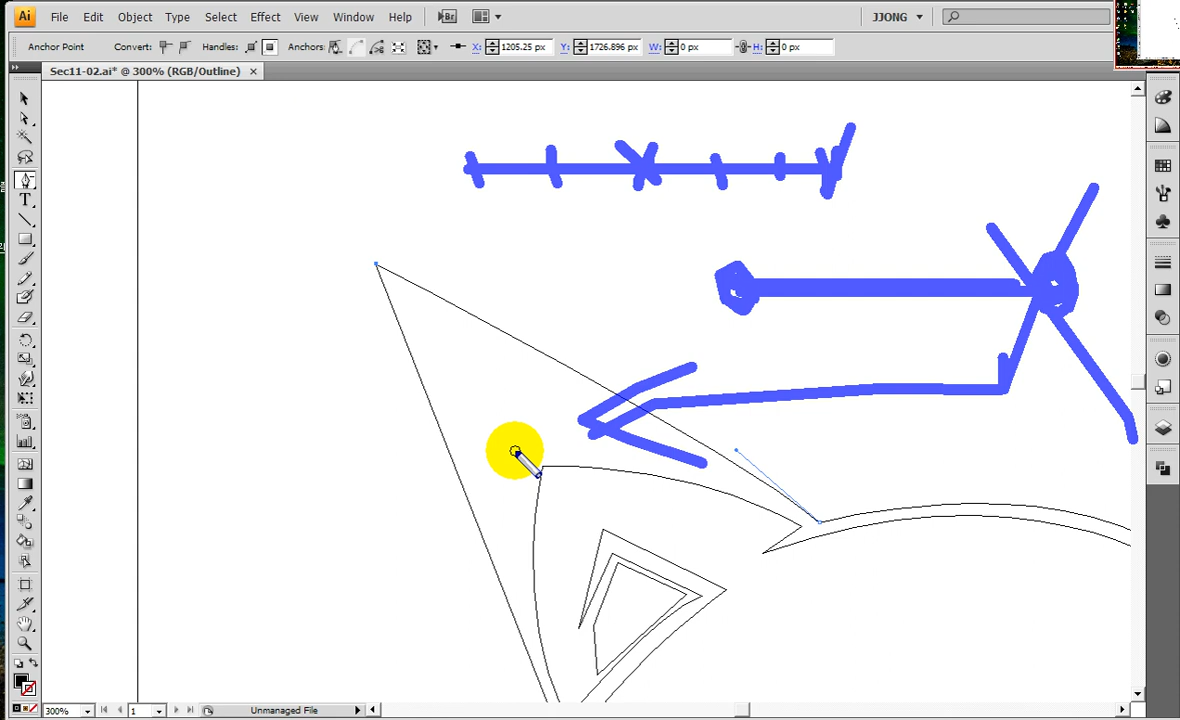 Ai File Edit Object Type Select Effect View Window Help Br JJONG
Anchor Point Convert: Handles: Anchors: X: 1205.25 px Y: 1726.896 px W: 0 px H: 0 px
Sec11-02.ai* @ 300% (RGB/Outline) ×
T
300% 1 Unmanaged File